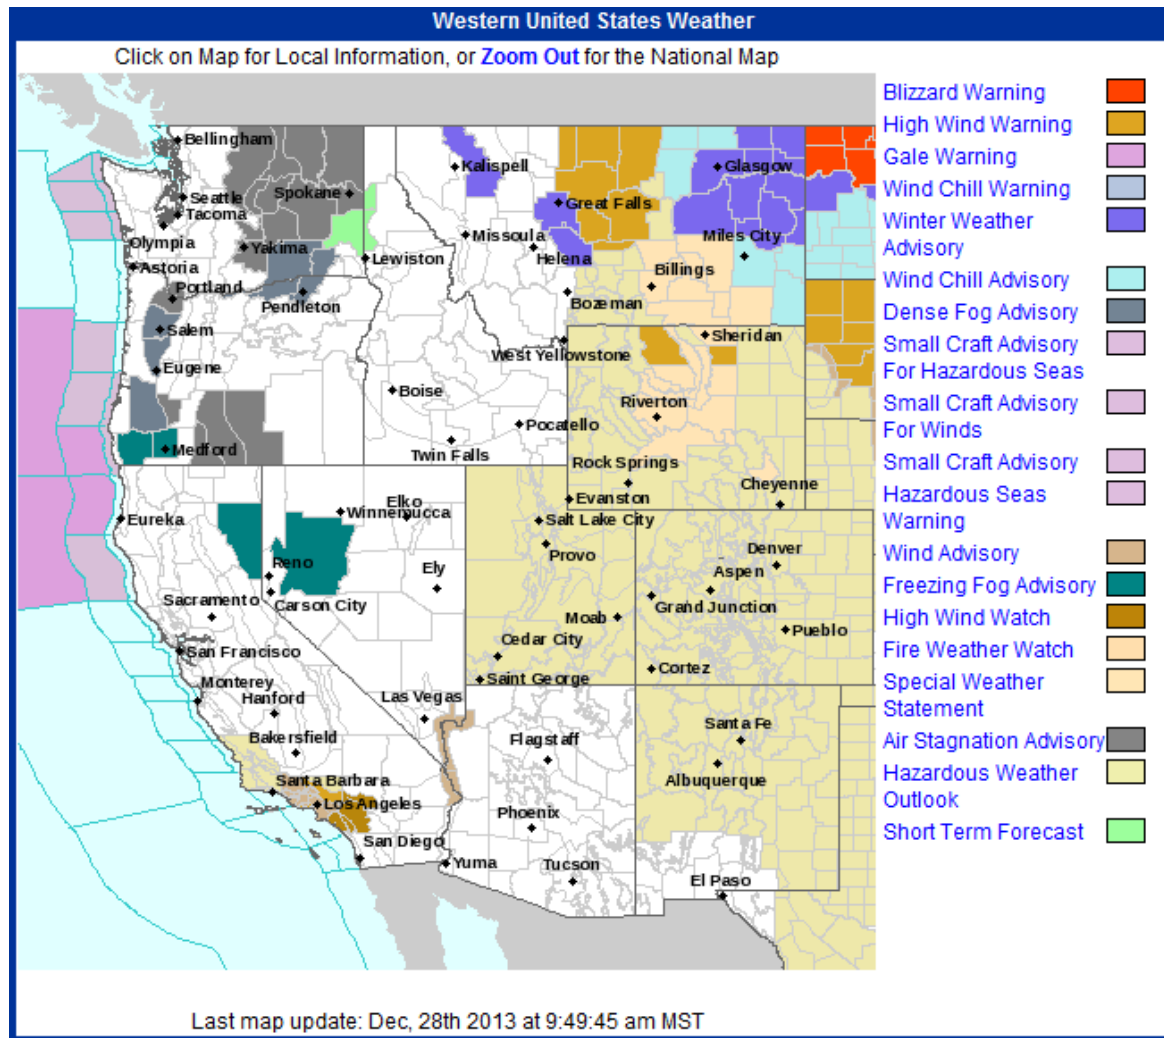 Western United States Weather
Click on Map for Local Information, or Zoom Out for the National Map
Bellingham
Seattle
Tacoma
Olympia
Spokane
Yakima
Astoria
Portland
Pendleton
Salem
Eugene
Medford
Lewiston
Kalispell
Missoula
Great Falls
Helena
Glasgow
Miles City
Billings
Bozeman
West Yellowstone
Sheridan
Boise
Pocatello
Twin Falls
Riverton
Rock Springs
Cheyenne
Evanston
Eureka
Elko
Winnemucca
Reno
Carson City
Ely
Salt Lake City
Provo
Denver
Aspen
Grand Junction
Moab
Pueblo
Cedar City
Cortez
Saint George
Sacramento
San Francisco
Monterey
Hanford
Bakersfield
Las Vegas
Santa Barbara
Los Angeles
San Diego
Flagstaff
Phoenix
Yuma
Tucson
Santa Fe
Albuquerque
El Paso
Blizzard Warning
High Wind Warning
Gale Warning
Wind Chill Warning
Winter Weather
Advisory
Wind Chill Advisory
Dense Fog Advisory
Small Craft Advisory
For Hazardous Seas
Small Craft Advisory
For Winds
Small Craft Advisory
Hazardous Seas
Warning
Wind Advisory
Freezing Fog Advisory
High Wind Watch
Fire Weather Watch
Special Weather
Statement
Air Stagnation Advisory
Hazardous Weather
Outlook
Short Term Forecast
Last map update: Dec, 28th 2013 at 9:49:45 am MST